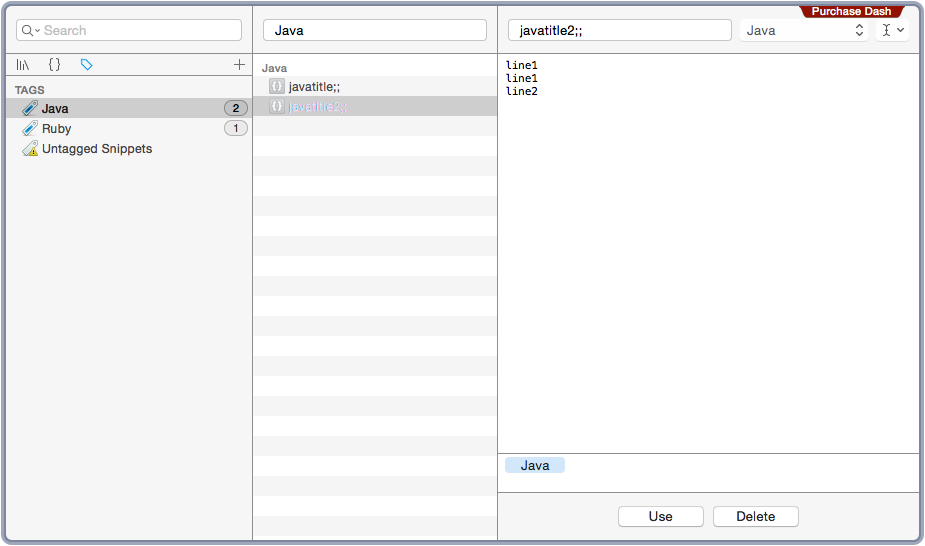 Purchase Dash
Search
Java
javatitle2;;
Java
{ }
TAGS
Java 2
Ruby 1
Untagged Snippets
Java
javatitle;;
javatitle2;;
line1
line1
line2
Java
Use
Delete